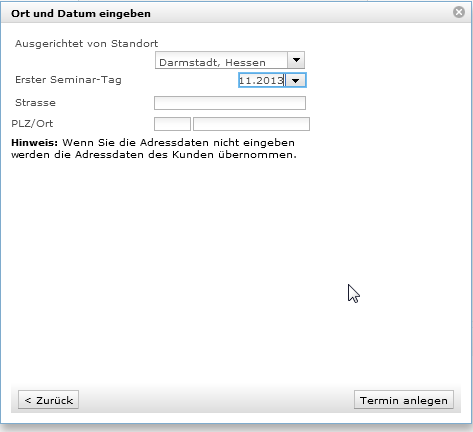 Ort und Datum eingeben
Ausgerichtet von Standort
Darmstadt, Hessen
Erster Seminar-Tag 11.2013
Strasse
PLZ/Ort
Hinweis: Wenn Sie die Adressdaten nicht eingeben
werden die Adressdaten des Kunden übernommen.
< Zurück Termin anlegen